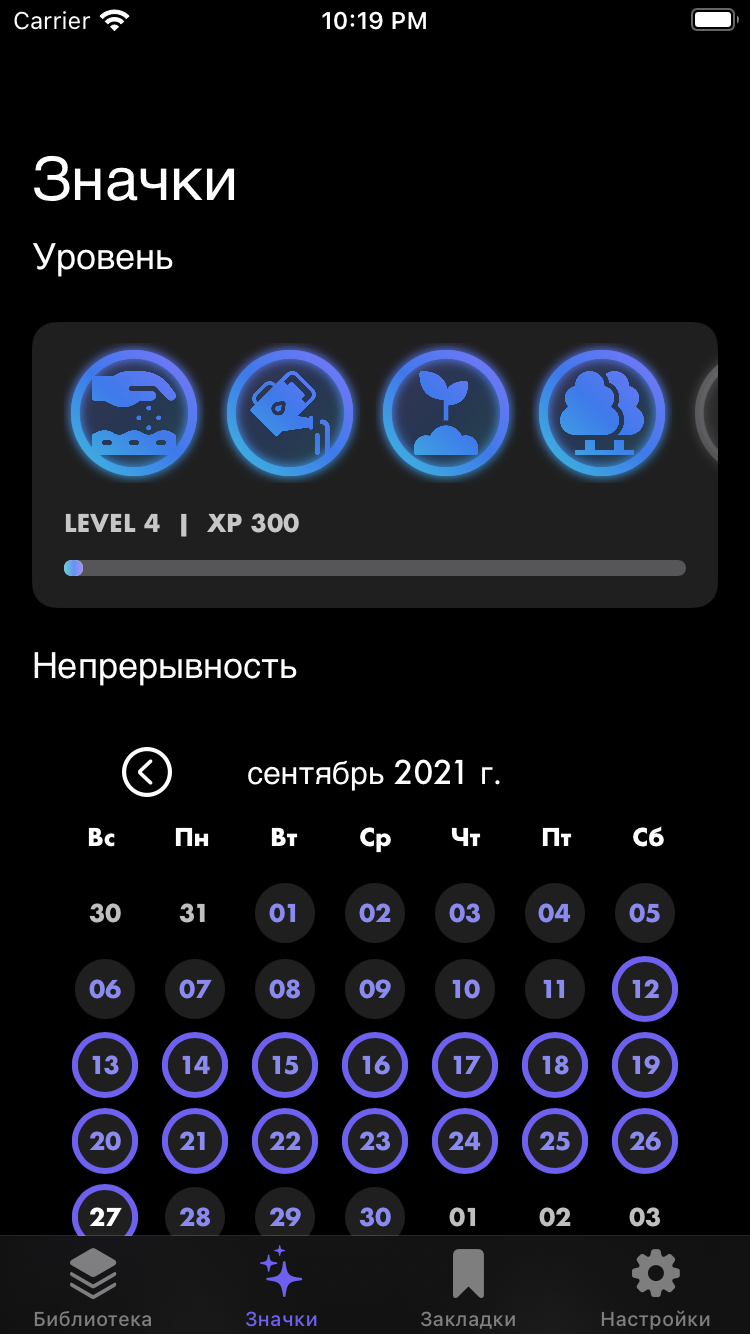 Carrier 10:19 PM
Значки
Уровень
LEVEL 4 | XP 300
Непрерывность
сентябрь 2021 г.
Вс Пн Вт Ср Чт Пт Сб
30 31 01 02 03 04 05
06 07 08 09 10 11 12
13 14 15 16 17 18 19
20 21 22 23 24 25 26
27 28 29 30 01 02 03
Библиотека Значки Закладки Настройки